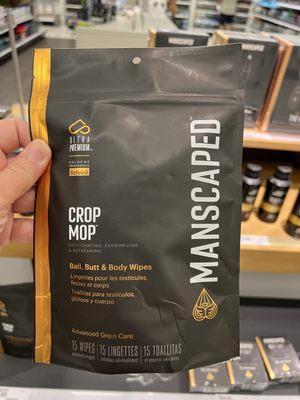 MANSCAPED
ULTRA
PREMIUM
COLOGNE
FRAGRANCE
Refined
CROP
MOP
ANTI-CHAFING, DEODORIZING
& REFRESHING
MANSCAPED
Ball, Butt & Body Wipes
Lingettes pour les testicules,
fesses et corps
Toallitas para testículos,
glúteos y cuerpo
Advanced Groin Care
15 WIPES 15 LINGETTES 15 TOALLITAS